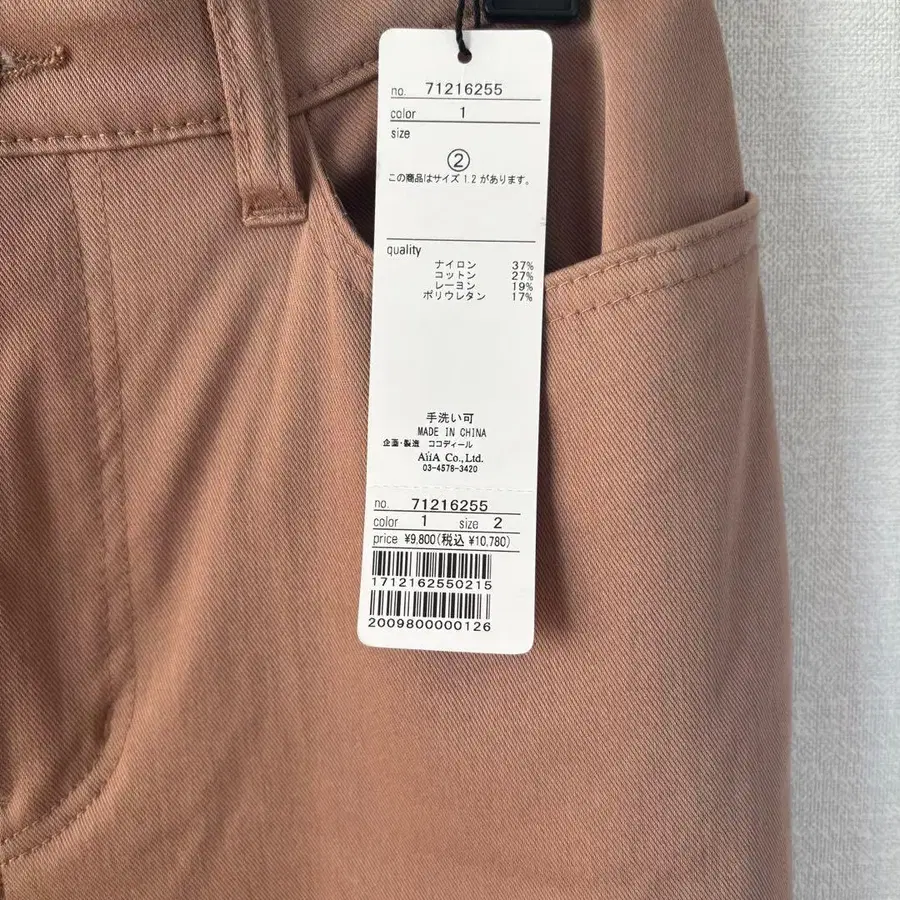 no. 71216255
color 1
size
②
この商品はサイズ 1.2 があります。
quality
ナイロン 37%
コットン 27%
レーヨン 19%
ポリウレタン 17%
手洗い可
MADE IN CHINA
企画・製造 ココディール
AiiA Co.,Ltd.
03-4578-3420
no. 71216255
color 1 size 2
price ¥9,800(税込 ¥10,780)
1712162550215
2009800000126